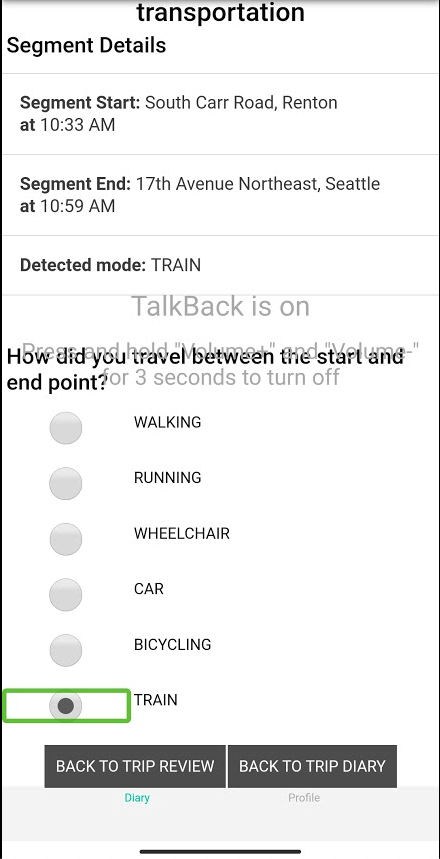 transportation
Segment Details
Segment Start: South Carr Road, Renton
at 10:33 AM
Segment End: 17th Avenue Northeast, Seattle
at 10:59 AM
Detected mode: TRAIN
TalkBack is on
Press and hold "Volume+" and "Volume-"
for 3 seconds to turn off
How did you travel between the start and
end point?
WALKING
RUNNING
WHEELCHAIR
CAR
BICYCLING
TRAIN
BACK TO TRIP REVIEW BACK TO TRIP DIARY
Diary Profile